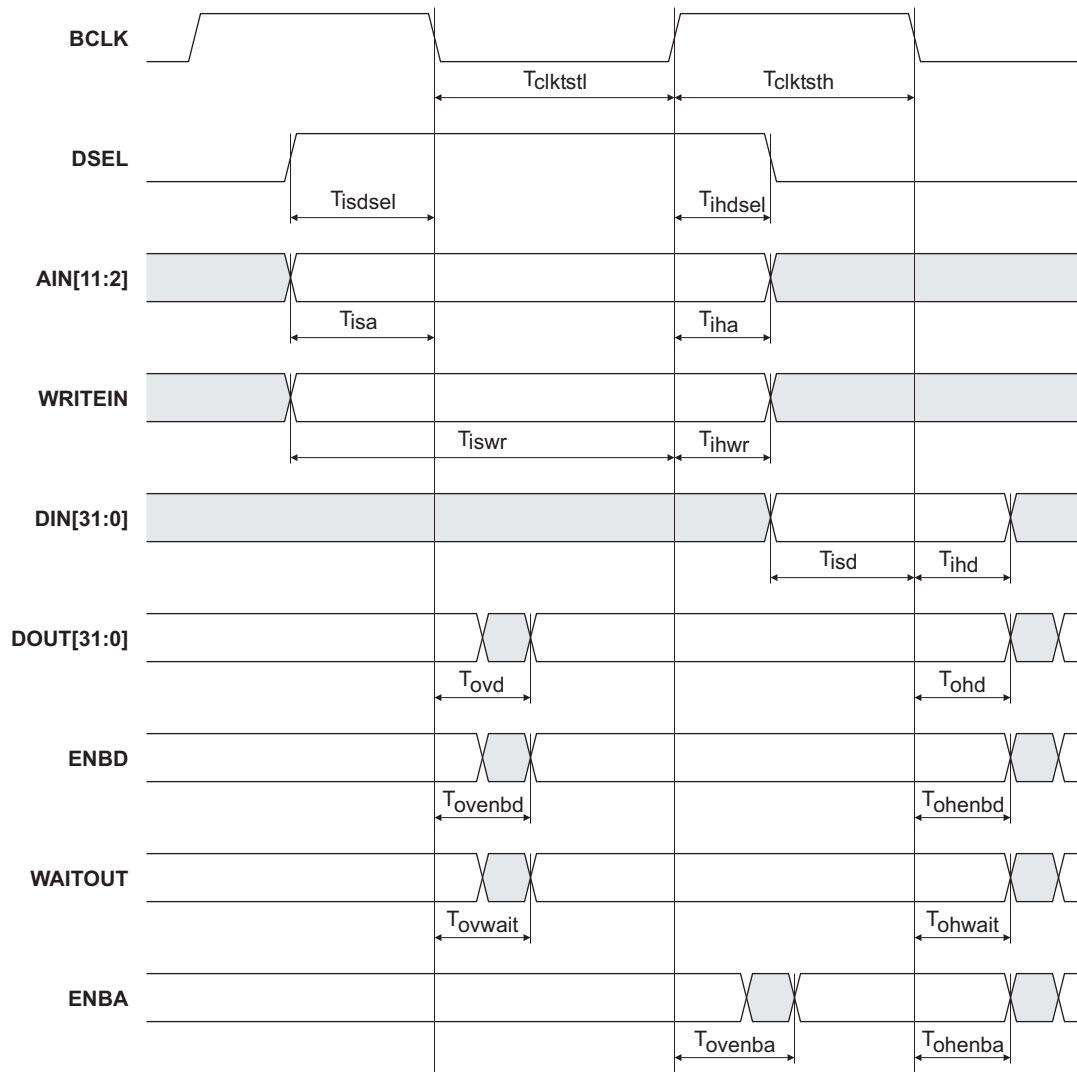 BCLK
Tclktstl
Tclktsth
DSEL
Tisdsel
Tihdsel
AIN[11:2]
Tisa
Tiha
WRITEIN
Tiswr
Tihwr
DIN[31:0]
Tisd
Tihd
DOUT[31:0]
Tovd
Tohd
ENBD
Tovenbd
Tohenbd
WAITOUT
Tovwait
Tohwait
ENBA
Tovenba
Tohenba